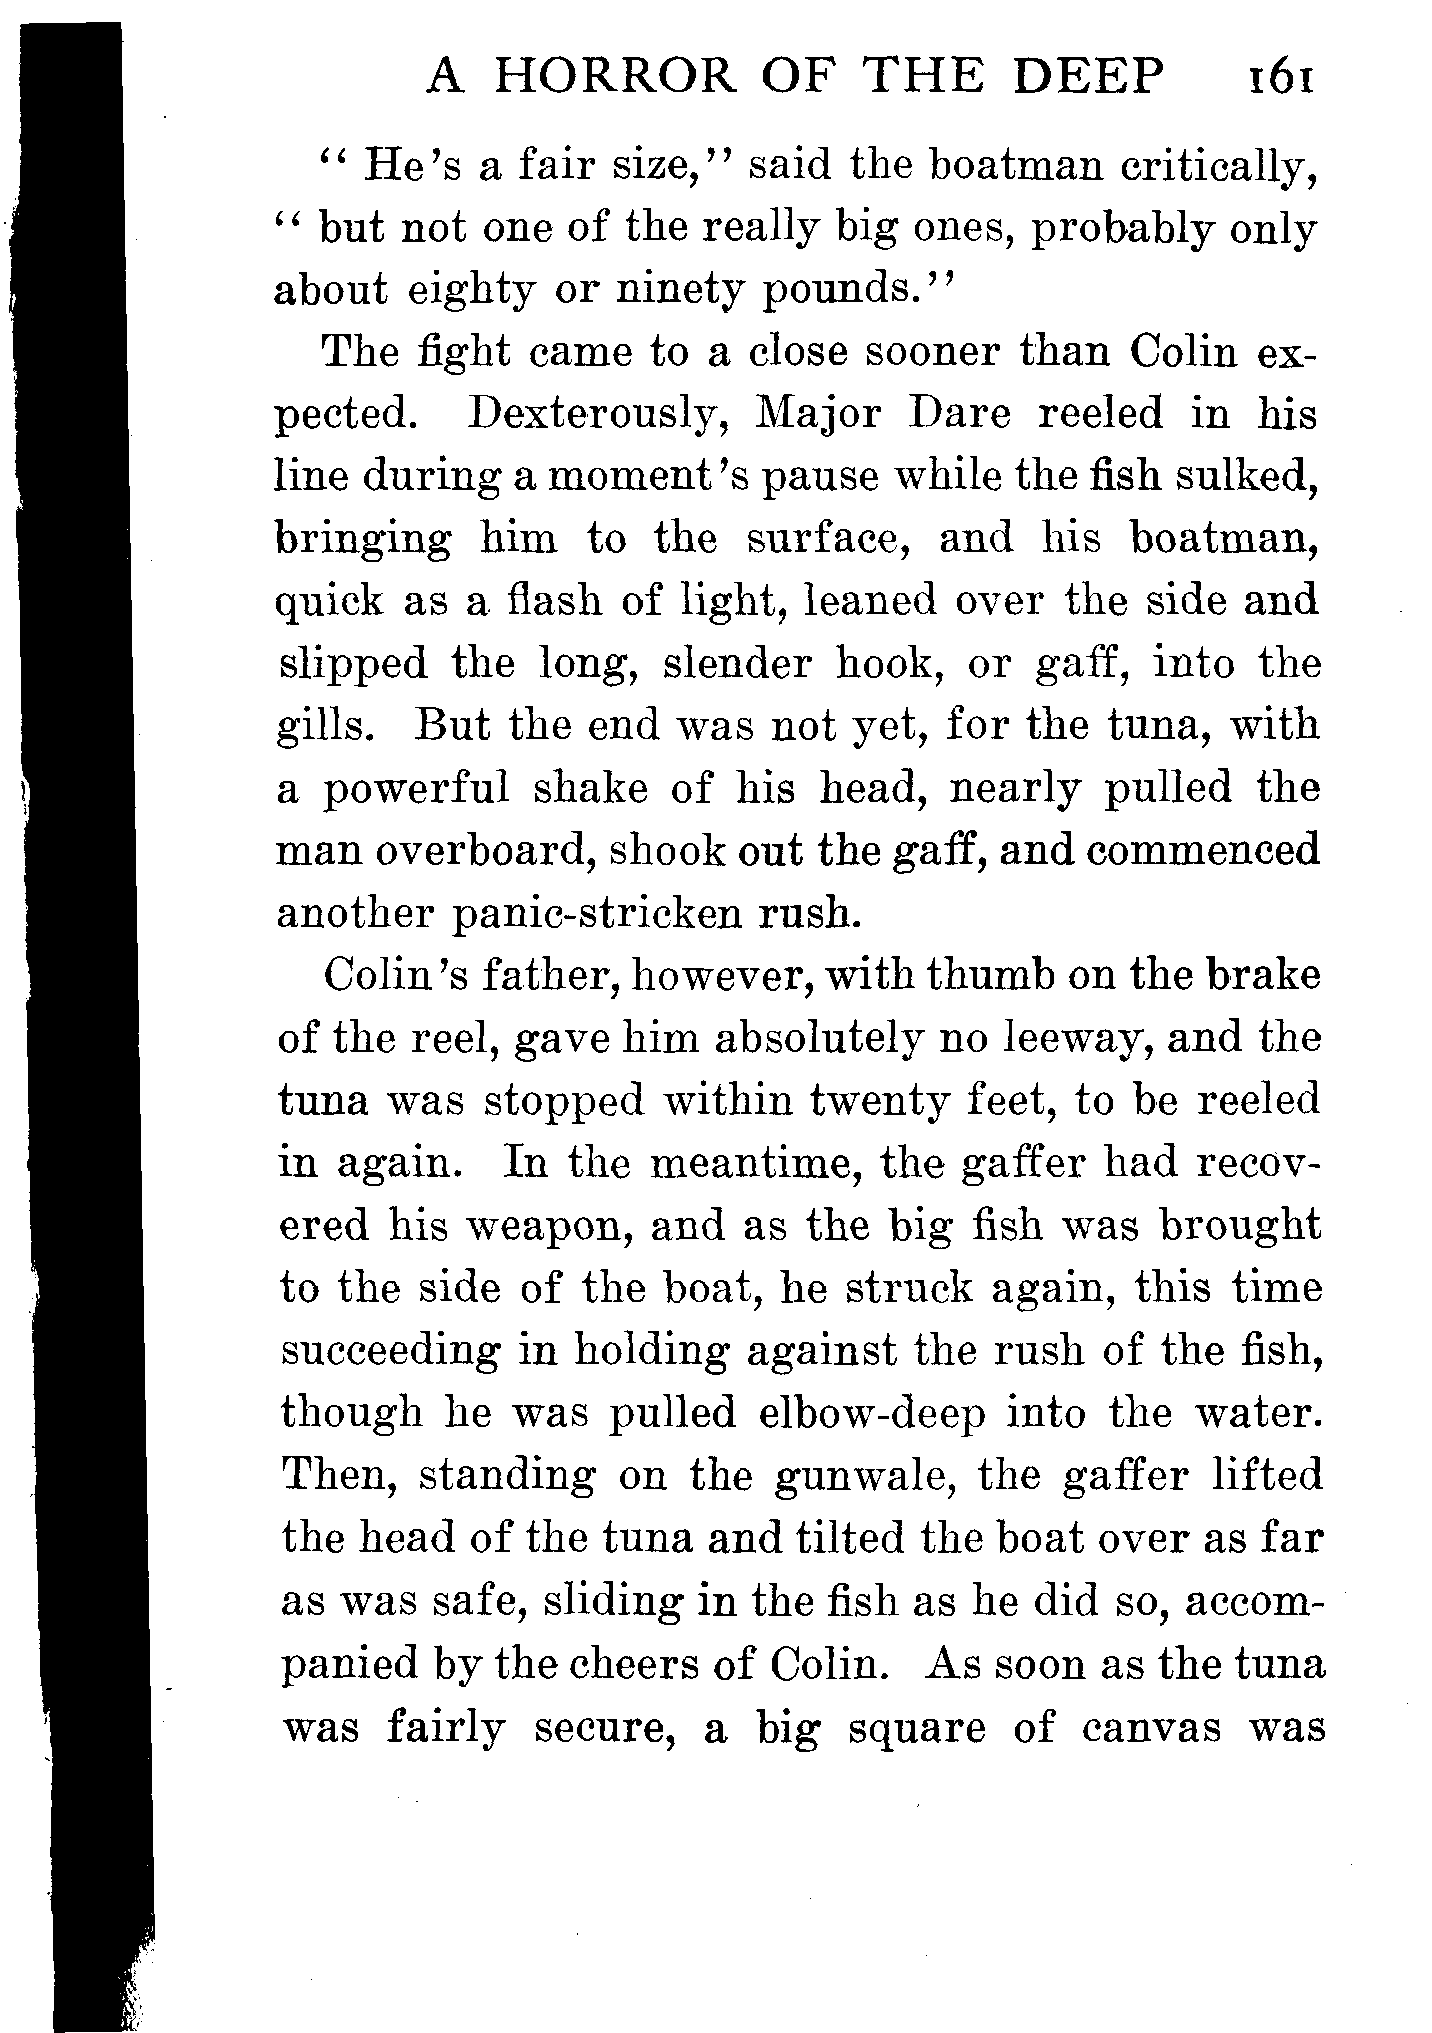 A HORROR OF THE DEEP 161
“ He’s a fair size,” said the boatman critically,
“ but not one of the really big ones, probably only
about eighty or ninety pounds.”
The fight came to a close sooner than Colin ex-
pected. Dexterously, Major Dare reeled in his
line during a moment’s pause while the fish sulked,
bringing him to the surface, and his boatman,
quick as a flash of light, leaned over the side and
slipped the long, slender hook, or gaff, into the
gills. But the end was not yet, for the tuna, with
a powerful shake of his head, nearly pulled the
man overboard, shook out the gaff, and commenced
another panic-stricken rush.
Colin’s father, however, with thumb on the brake
of the reel, gave him absolutely no leeway, and the
tuna was stopped within twenty feet, to be reeled
in again. In the meantime, the gaffer had recov-
ered his weapon, and as the big fish was brought
to the side of the boat, he struck again, this time
succeeding in holding against the rush of the fish,
though he was pulled elbow-deep into the water.
Then, standing on the gunwale, the gaffer lifted
the head of the tuna and tilted the boat over as far
as was safe, sliding in the fish as he did so, accom-
panied by the cheers of Colin. As soon as the tuna
was fairly secure, a big square of canvas was